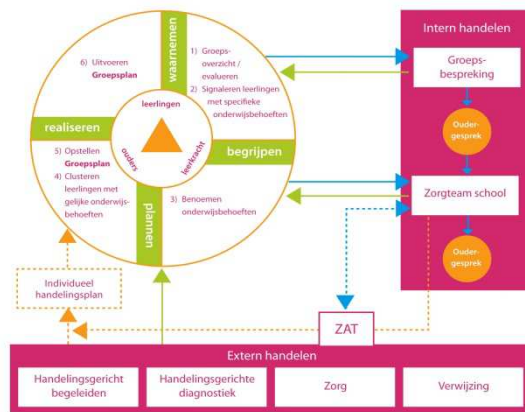 waarnemen
6) Uitvoeren
Groepsplan
1) Groeps-
overzicht /
evalueren
2) Signaleren leerlingen
met specifieke
onderwijsbehoeften
leerlingen
ouders
leerkracht
realiseren
begrijpen
5) Opstellen
Groepsplan
4) Clusteren
leerlingen met
gelijke onderwijs-
behoeften
plannen
3) Benoemen
onderwijsbehoeften
Intern handelen
Groeps-
bespreking
Ouder-
gesprek
Zorgteam school
Ouder-
gesprek
Individueel
handelingsplan
ZAT
Extern handelen
Handelingsgericht
begeleiden
Handelingsgerichte
diagnostiek
Zorg
Verwijzing